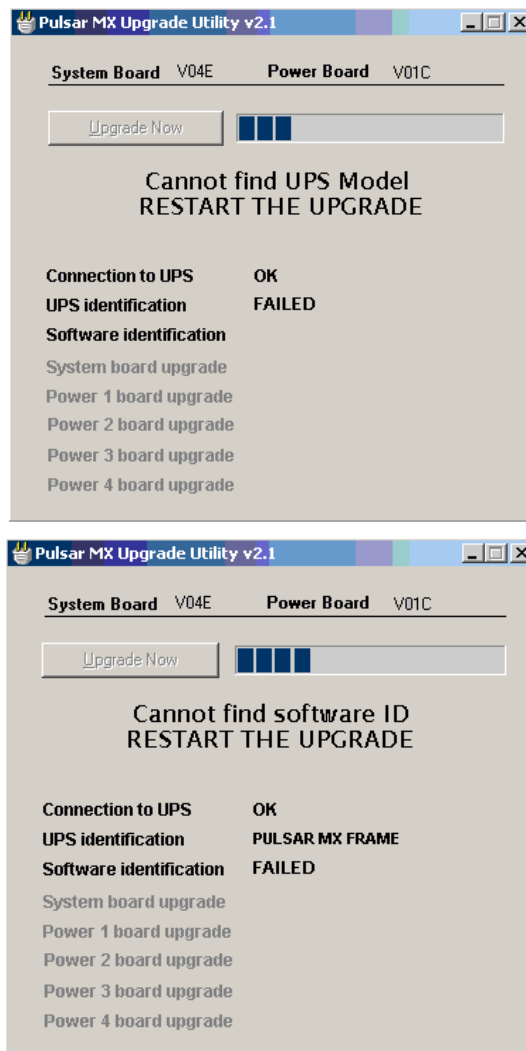 Pulsar MX Upgrade Utility v2.1
System Board V04E Power Board V01C
Upgrade Now
Cannot find UPS Model
RESTART THE UPGRADE
Connection to UPS OK
UPS identification FAILED
Software identification
System board upgrade
Power 1 board upgrade
Power 2 board upgrade
Power 3 board upgrade
Power 4 board upgrade
Pulsar MX Upgrade Utility v2.1
System Board V04E Power Board V01C
Upgrade Now
Cannot find software ID
RESTART THE UPGRADE
Connection to UPS OK
UPS identification PULSAR MX FRAME
Software identification FAILED
System board upgrade
Power 1 board upgrade
Power 2 board upgrade
Power 3 board upgrade
Power 4 board upgrade